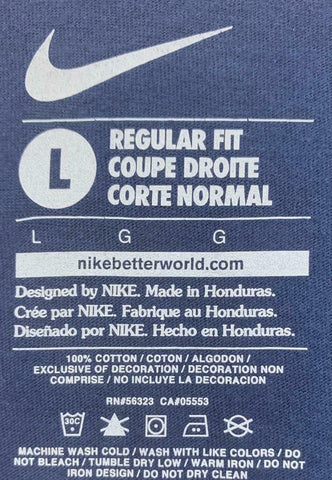 L
REGULAR FIT
COUPE DROITE
CORTE NORMAL
L G G
nikebetterworld.com
Designed by NIKE. Made in Honduras.
Crée par NIKE. Fabrique au Honduras.
Diseñado por NIKE. Hecho en Honduras.
100% COTTON / COTON / ALGODON /
EXCLUSIVE OF DECORATION / DECORATION NON
COMPRISE / NO INCLUYE LA DECORACION
RN#56323 CA#05553
30C
MACHINE WASH COLD / WASH WITH LIKE COLORS / DO
NOT BLEACH / TUMBLE DRY LOW / WARM IRON / DO NOT
IRON DESIGN / DO NOT DRY CLEAN